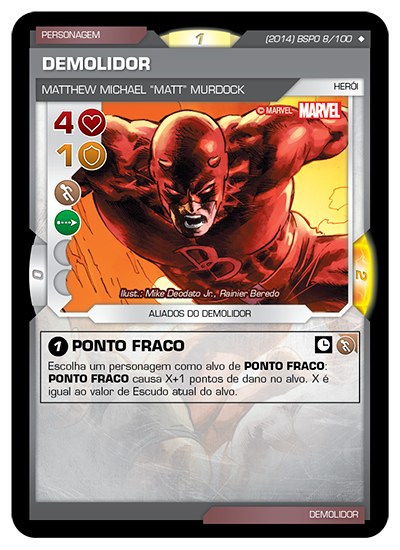 PERSONAGEM
1
(2014) BSP0 8/100
DEMOLIDOR
MATTHEW MICHAEL "MATT" MURDOCK
HERÓI
© MARVEL
MARVEL
4
1
0
2
Ilust.: Mike Deodato Jr., Rainier Beredo
ALIADOS DO DEMOLIDOR
1 PONTO FRACO
Escolha um personagem como alvo de PONTO FRACO:
PONTO FRACO causa X+1 pontos de dano no alvo. X é
igual ao valor de Escudo atual do alvo.
DEMOLIDOR